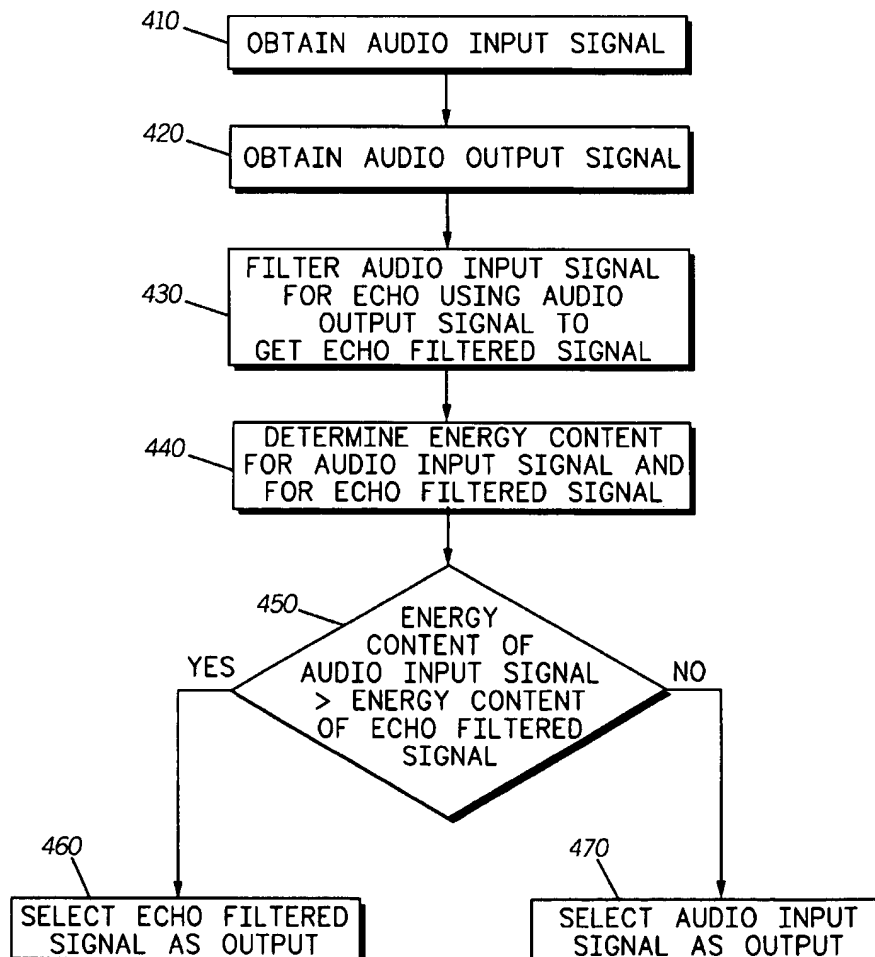 410
OBTAIN AUDIO INPUT SIGNAL
420
OBTAIN AUDIO OUTPUT SIGNAL
430
FILTER AUDIO INPUT SIGNAL
FOR ECHO USING AUDIO
OUTPUT SIGNAL TO
GET ECHO FILTERED SIGNAL
440
DETERMINE ENERGY CONTENT
FOR AUDIO INPUT SIGNAL AND
FOR ECHO FILTERED SIGNAL
450
ENERGY
CONTENT OF
AUDIO INPUT SIGNAL
> ENERGY CONTENT
OF ECHO FILTERED
SIGNAL
YES
NO
460
SELECT ECHO FILTERED
SIGNAL AS OUTPUT
470
SELECT AUDIO INPUT
SIGNAL AS OUTPUT